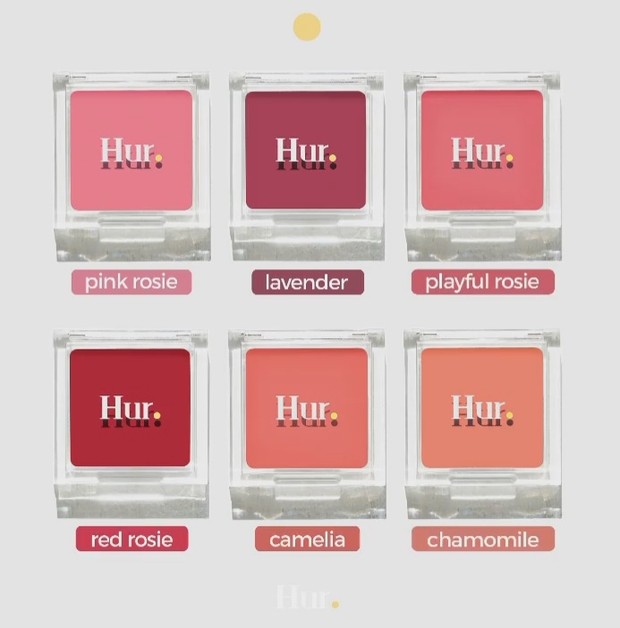 Hur.
Hur.
Hur.
pink rosie
lavender
playful rosie
Hur.
Hur.
Hur.
red rosie
camelia
chamomile
Hur.